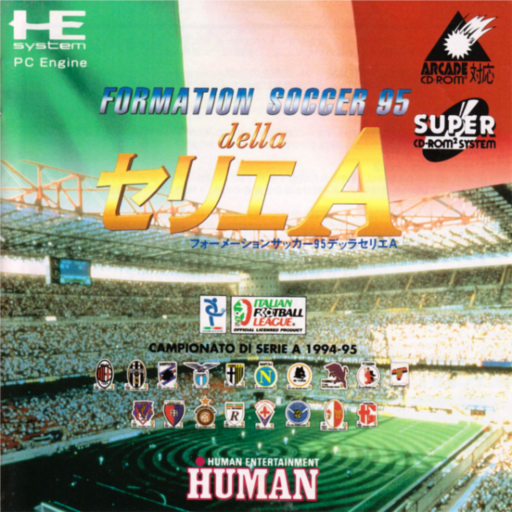 HE
system
PC Engine
ARCADE
CD-ROM² 対応
SUPER
CD-ROM² SYSTEM
FORMATION SOCCER 95
della
セリエA
フォーメーションサッカー95デッラセリエA
ITALIAN
FOOTBALL
LEAGUE.
OFFICIAL LICENSED PRODUCT
CAMPIONATO DI SERIE A 1994-95
HUMAN ENTERTAINMENT
HUMAN